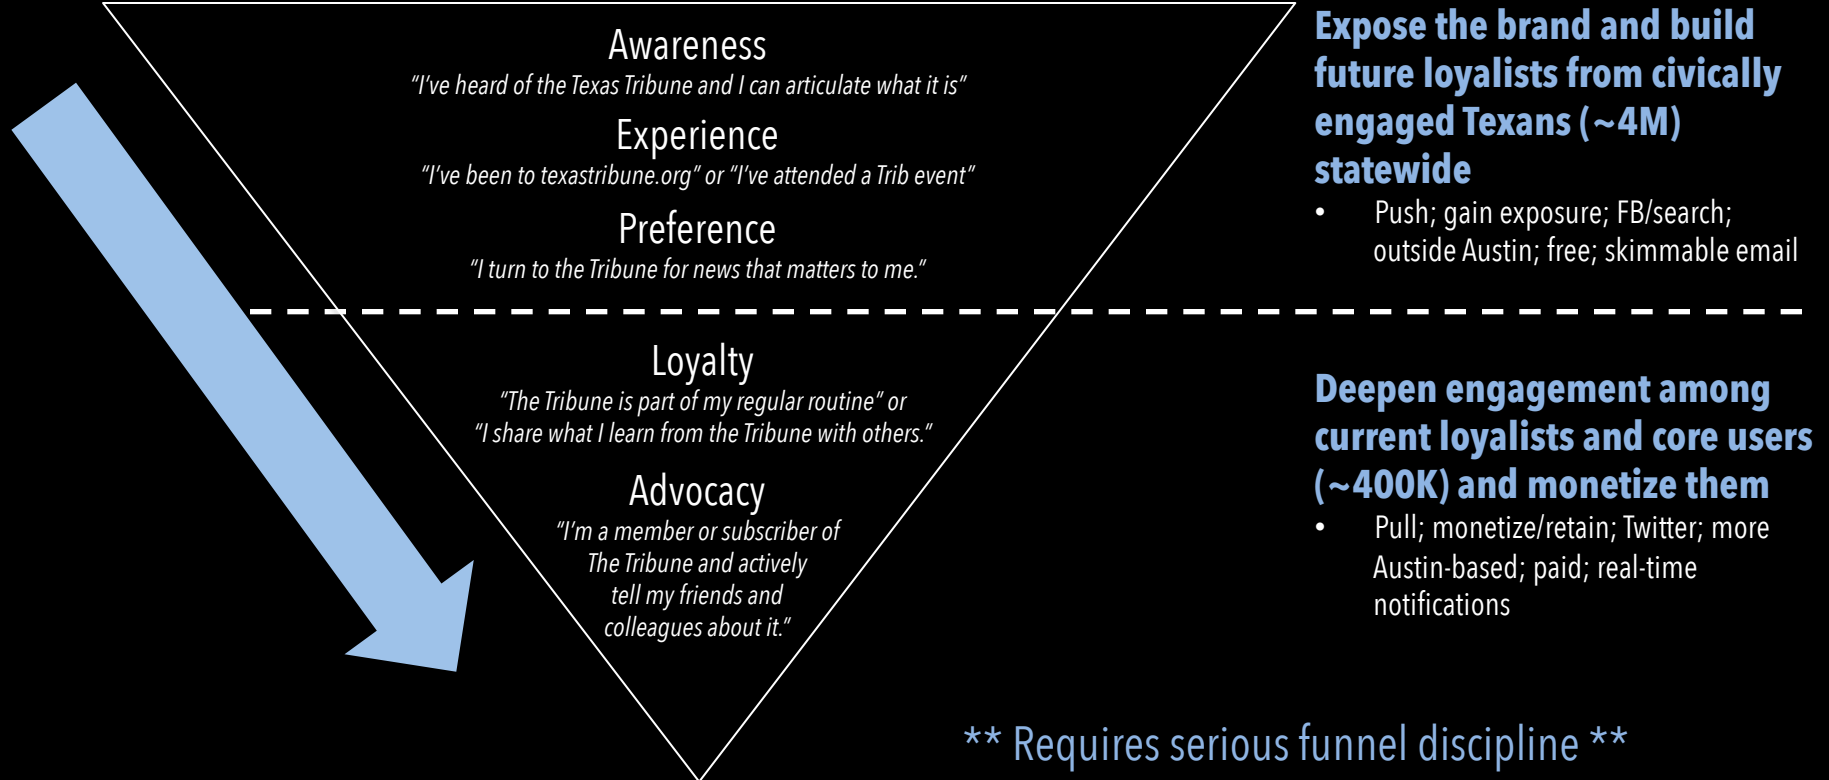 Awareness
“I’ve heard of the Texas Tribune and I can articulate what it is”
Experience
“I’ve been to texastribune.org” or “I’ve attended a Trib event”
Preference
“I turn to the Tribune for news that matters to me.”
Loyalty
“The Tribune is part of my regular routine” or
“I share what I learn from the Tribune with others.”
Advocacy
“I’m a member or subscriber of
The Tribune and actively
tell my friends and
colleagues about it.”
Expose the brand and build
future loyalists from civically
engaged Texans (~4M)
statewide
• Push; gain exposure; FB/search;
outside Austin; free; skimmable email
Deepen engagement among
current loyalists and core users
(~400K) and monetize them
• Pull; monetize/retain; Twitter; more
Austin-based; paid; real-time
notifications
** Requires serious funnel discipline **